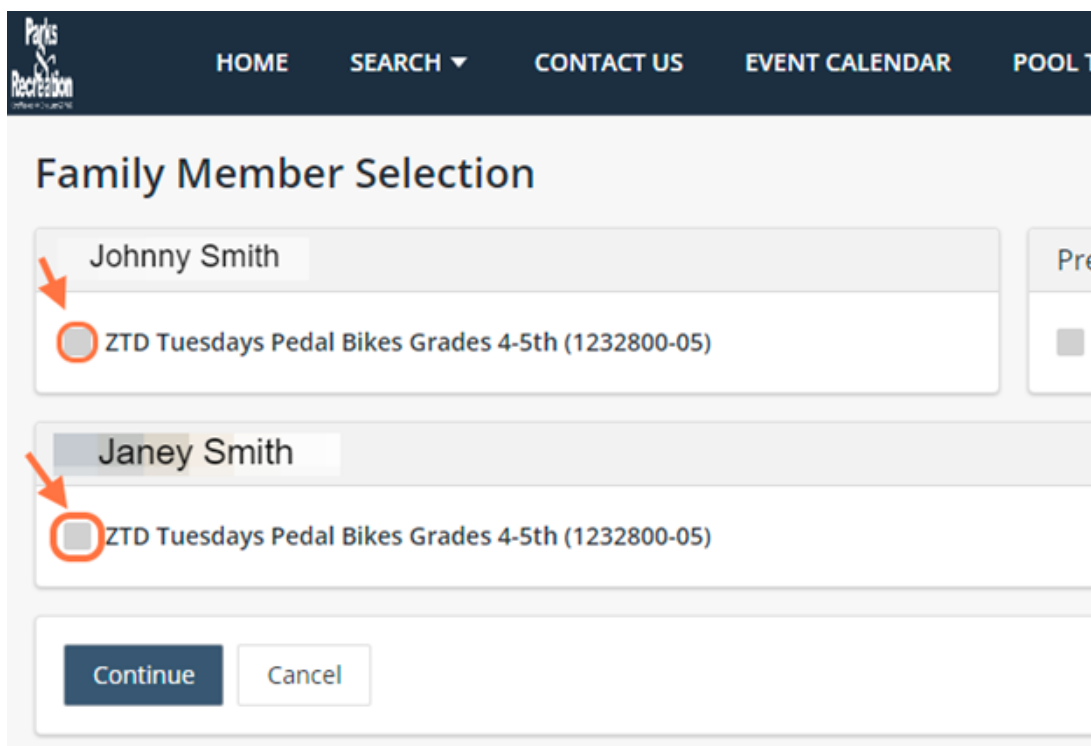 Parks
&
Recreation
HOME SEARCH CONTACT US EVENT CALENDAR POOL
Family Member Selection
Johnny Smith
ZTD Tuesdays Pedal Bikes Grades 4-5th (1232800-05)
Pre
Janey Smith
ZTD Tuesdays Pedal Bikes Grades 4-5th (1232800-05)
Continue Cancel